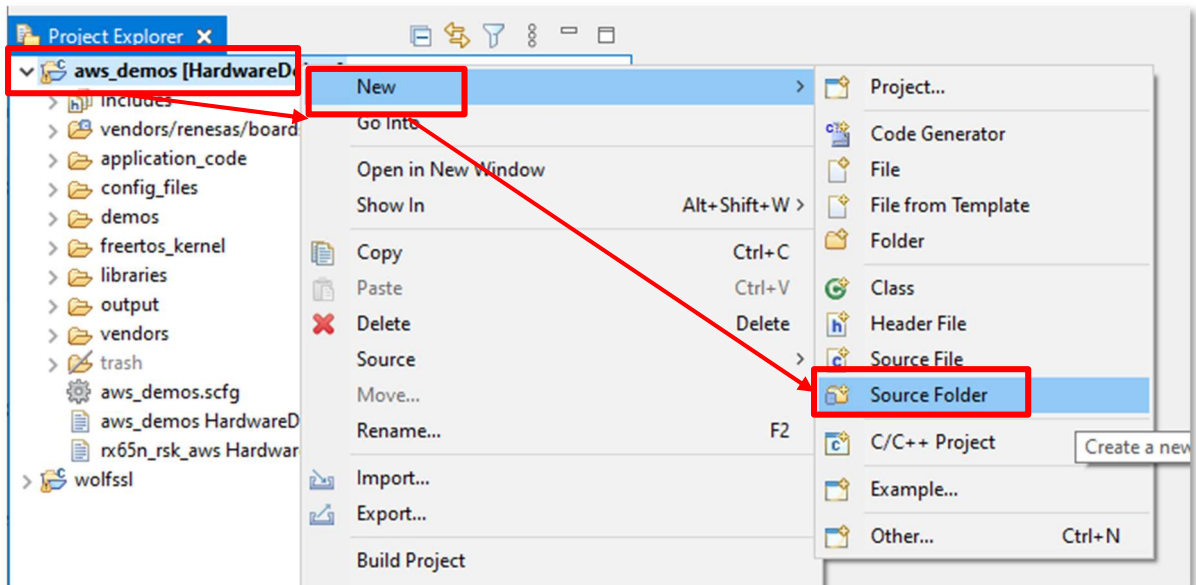 Project Explorer
aws_demos [HardwareD
Includes
vendors/renesas/board
application_code
config_files
demos
freertos_kernel
libraries
output
vendors
trash
aws_demos.scfg
aws_demos HardwareD
rx65n_rsk_aws Hardwar
wolfssl
New
Go Into
Open in New Window
Show In Alt+Shift+W >
Copy Ctrl+C
Paste Ctrl+V
Delete Delete
Source
Move...
Rename... F2
Import...
Export...
Build Project
Project...
Code Generator
File
File from Template
Folder
Class
Header File
Source File
Source Folder
C/C++ Project
Example...
Other... Ctrl+N
Create a new